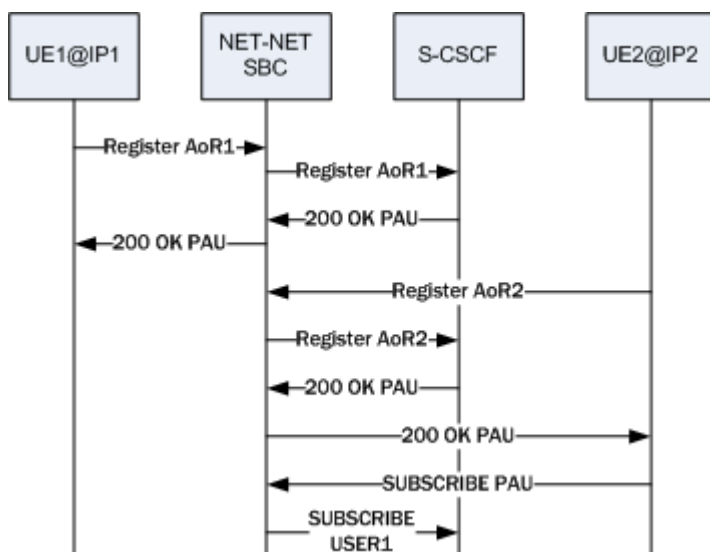 UE1@IP1
NET-NET
SBC
S-CSCF
UE2@IP2
Register AoR1
Register AoR1
200 OK PAU
200 OK PAU
Register AoR2
Register AoR2
200 OK PAU
200 OK PAU
SUBSCRIBE PAU
SUBSCRIBE
USER1